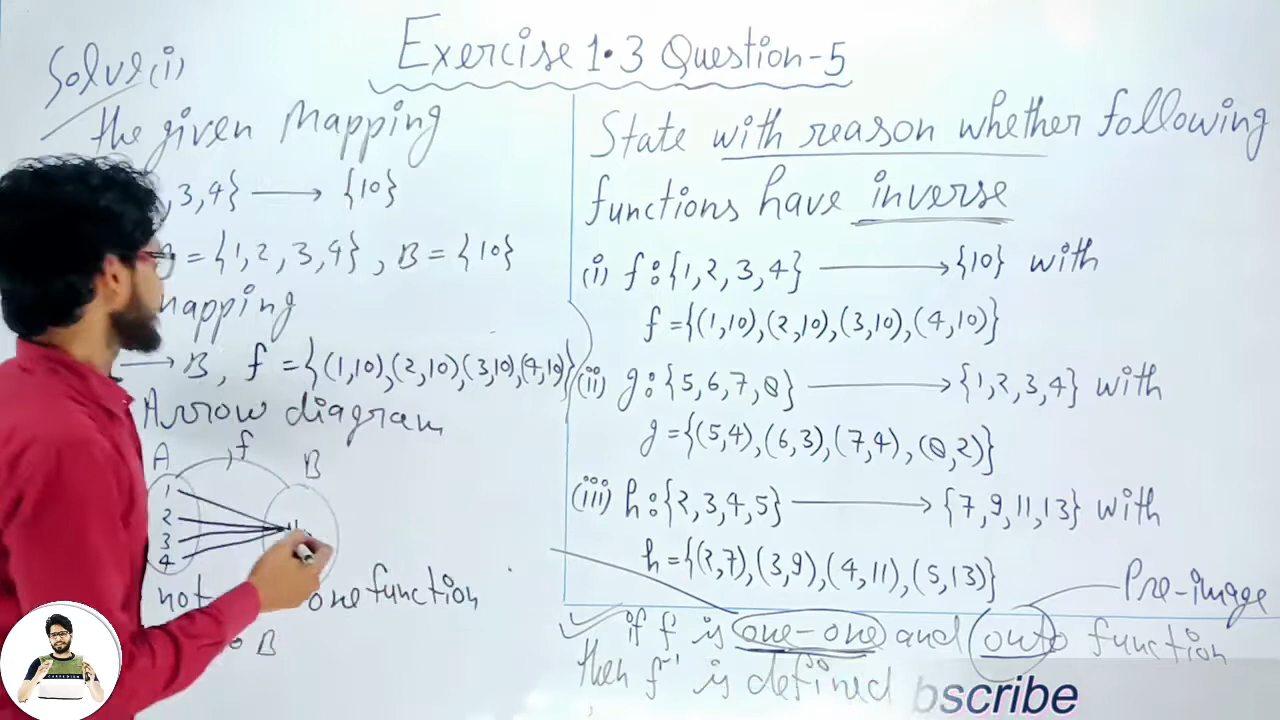 Exercise 1.3 Question-5
Solve(i)
the given Mapping
,3,4} → {10}
= {1,2,3,4}, B = {10}
mapping
→ B, f = {(1,10),(2,10),(3,10),(4,10)}
Arrow diagram
f
A B
1
2
3
4
not one function
B
State with reason whether following
functions have inverse
(i) f:{1,2,3,4} → {10} with
f={(1,10),(2,10),(3,10),(4,10)}
(ii) g:{5,6,7,8} → {1,2,3,4} with
g={(5,4),(6,3),(7,4),(8,2)}
(iii) h:{2,3,4,5} → {7,9,11,13} with
h={(2,7),(3,9),(4,11),(5,13)}
Pre-image
if f is one-one and onto function
then f⁻¹ is defined
bscribe